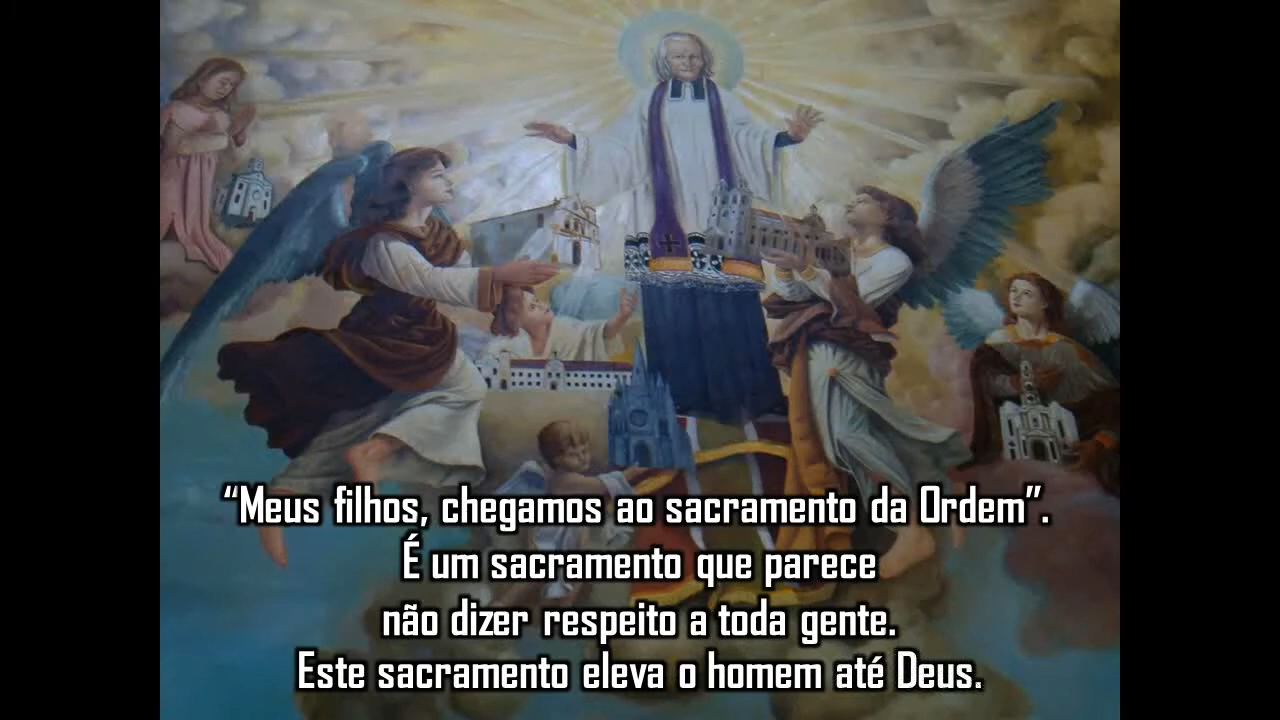 “Meus filhos, chegamos ao sacramento da Ordem”.
É um sacramento que parece
não dizer respeito a toda gente.
Este sacramento eleva o homem até Deus.